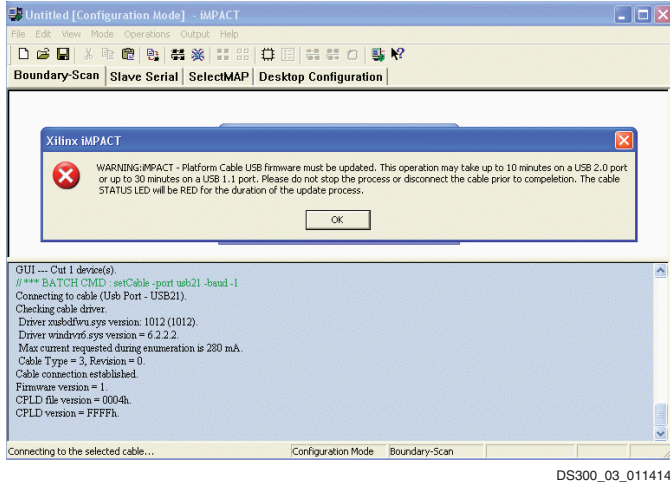 Untitled [Configuration Mode] - iMPACT
File Edit View Mode Operations Output Help
Boundary-Scan Slave Serial SelectMAP Desktop Configuration
Xilinx iMPACT
WARNING:iMPACT - Platform Cable USB firmware must be updated. This operation may take up to 10 minutes on a USB 2.0 port
or up to 30 minutes on a USB 1.1 port. Please do not stop the process or disconnect the cable prior to compeletion. The cable
STATUS LED will be RED for the duration of the update process.
OK
GUI --- Cut 1 device(s).
// *** BATCH CMD : setCable -port usb21 -baud -1
Connecting to cable (Usb Port - USB21).
Checking cable driver.
Driver xusbdfwu.sys version: 1012 (1012).
Driver windrvr6.sys version = 6.2.2.2.
Max current requested during enumeration is 280 mA.
Cable Type = 3, Revision = 0.
Cable connection established.
Firmware version = 1.
CPLD file version = 0004h.
CPLD version = FFFFh.
Connecting to the selected cable... Configuration Mode Boundary-Scan
DS300_03_011414